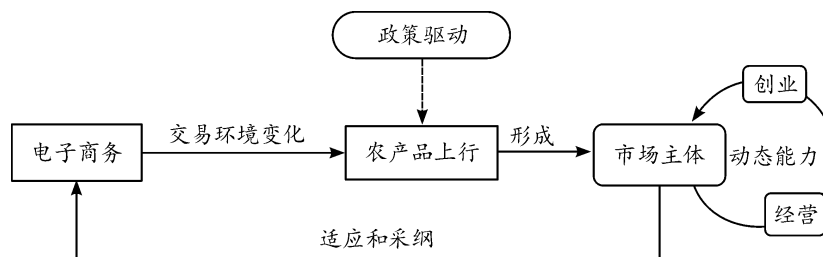 政策驱动
创业
交易环境变化
形成
电子商务
农产品上行
市场主体
动态能力
经营
适应和采纲